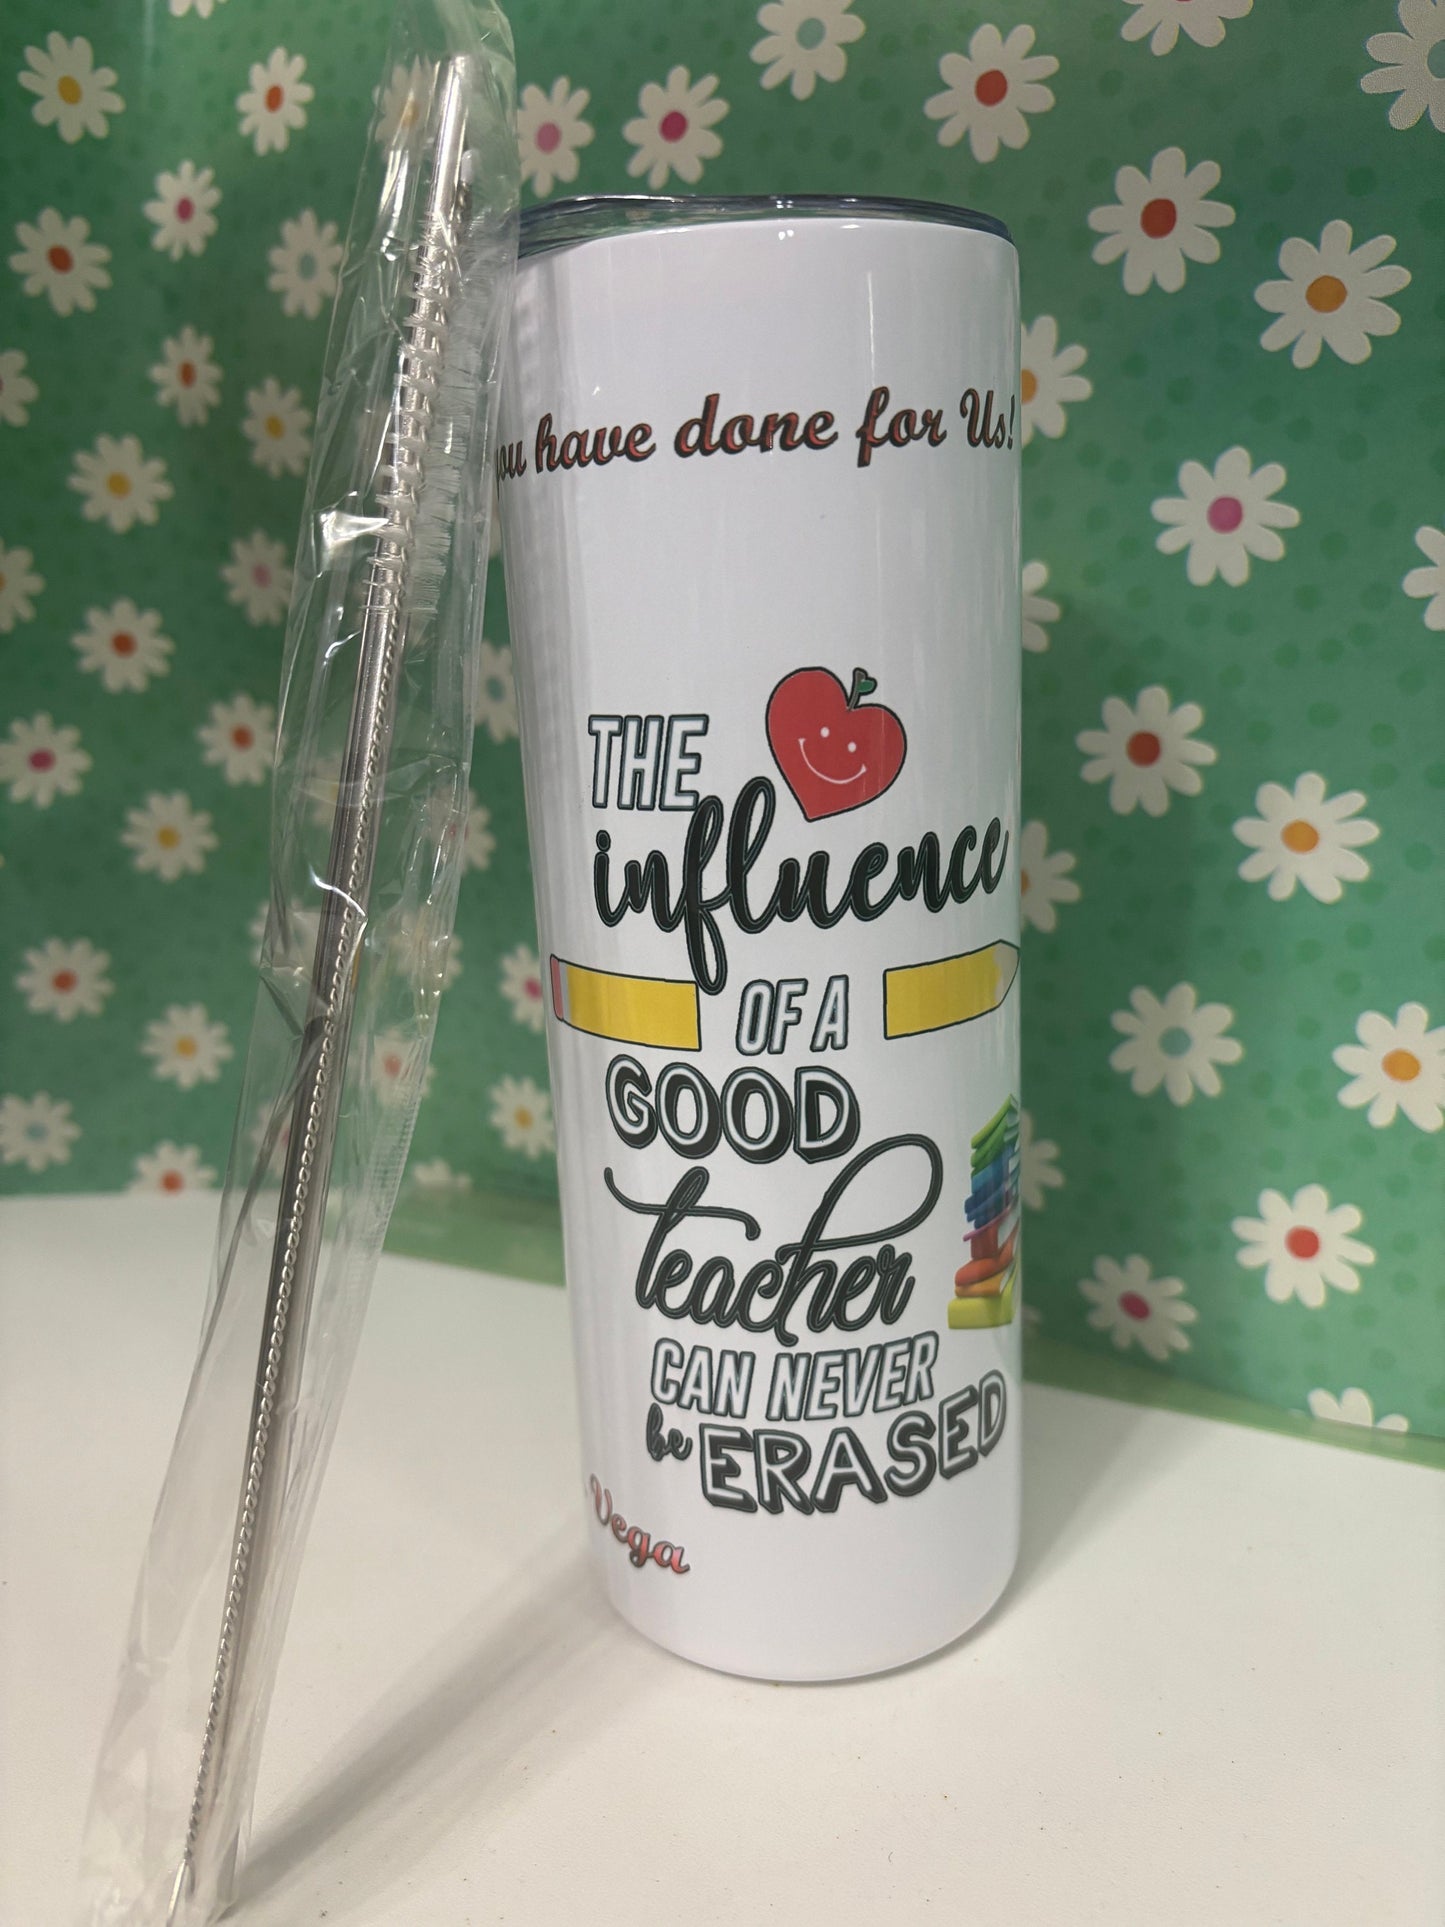 you have done for Us!
THE
influence
OF A
GOOD
teacher
CAN NEVER
be ERASED
Vega